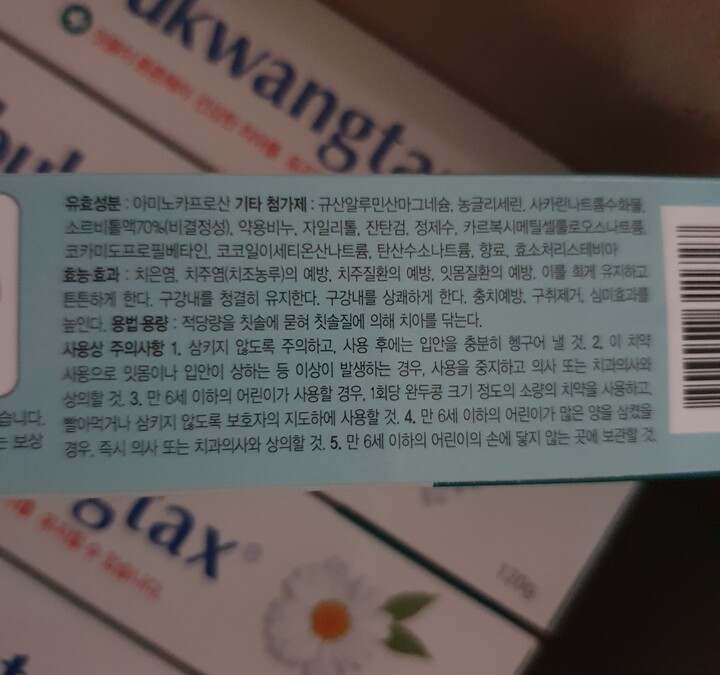 ukwangtax
buk
유효성분 : 아미노카프로산 기타 첨가제 : 규산알루민산마그네슘, 농글리세린, 사카린나트륨수화물,
소르비톨액70%(비결정성), 약용비누, 자일리톨, 잔탄검, 정제수, 카르복시메틸셀룰로오스나트륨,
코카미도프로필베타인, 코코일이세티온산나트륨, 탄산수소나트륨, 향료, 효소처리스테비아
효능·효과 : 치은염, 치주염(치조농루)의 예방, 치주질환의 예방, 잇몸질환의 예방, 이를 희게 유지하고
튼튼하게 한다. 구강내를 청결히 유지한다. 구강내를 상쾌하게 한다. 충치예방, 구취제거, 심미효과를
높인다. 용법·용량 : 적당량을 칫솔에 묻혀 칫솔질에 의해 치아를 닦는다.
사용상 주의사항 1. 삼키지 않도록 주의하고, 사용 후에는 입안을 충분히 헹구어 낼 것. 2. 이 치약
사용으로 잇몸이나 입안이 상하는 등 이상이 발생하는 경우, 사용을 중지하고 의사 또는 치과의사와
상의할 것. 3. 만 6세 이하의 어린이가 사용할 경우, 1회당 완두콩 크기 정도의 소량의 치약을 사용하고,
빨아먹거나 삼키지 않도록 보호자의 지도하에 사용할 것. 4. 만 6세 이하의 어린이가 많은 양을 삼켰을
경우, 즉시 의사 또는 치과의사와 상의할 것. 5. 만 6세 이하의 어린이의 손에 닿지 않는 곳에 보관할 것.
습니다.
는 보상
gtax®
수 있습니다.
120g